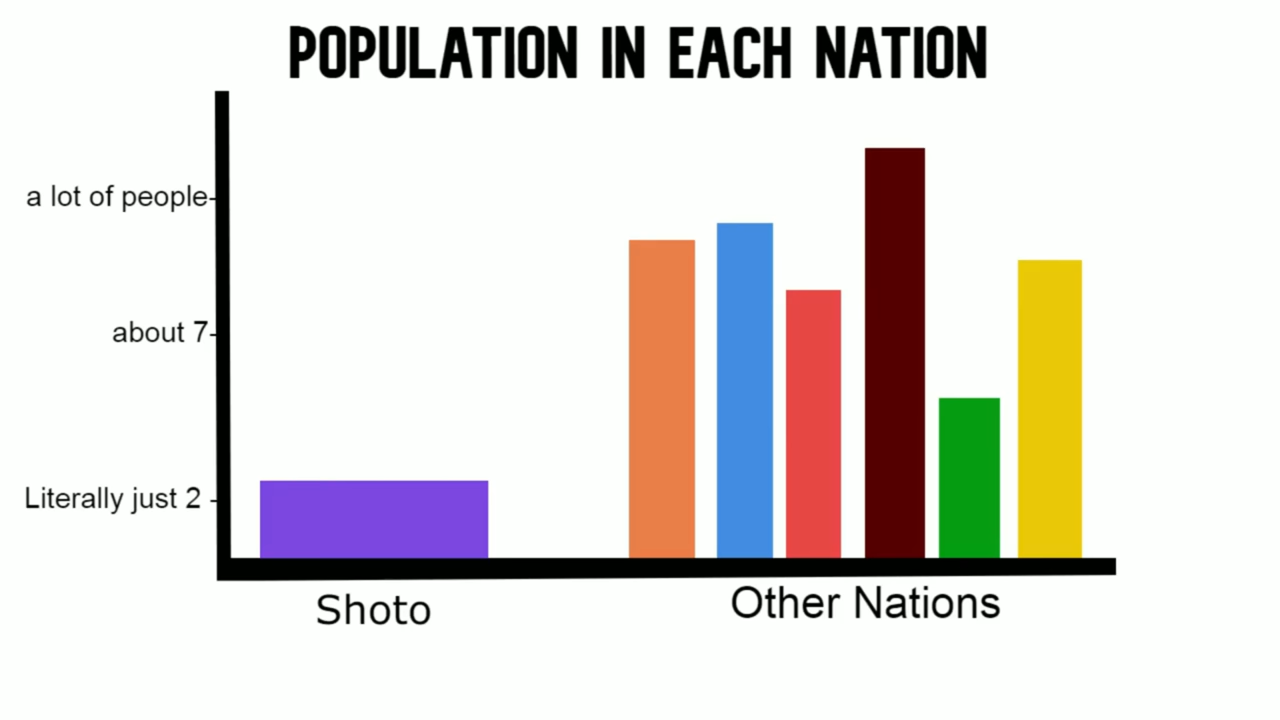 POPULATION IN EACH NATION
a lot of people
about 7
Literally just 2
Shoto
Other Nations